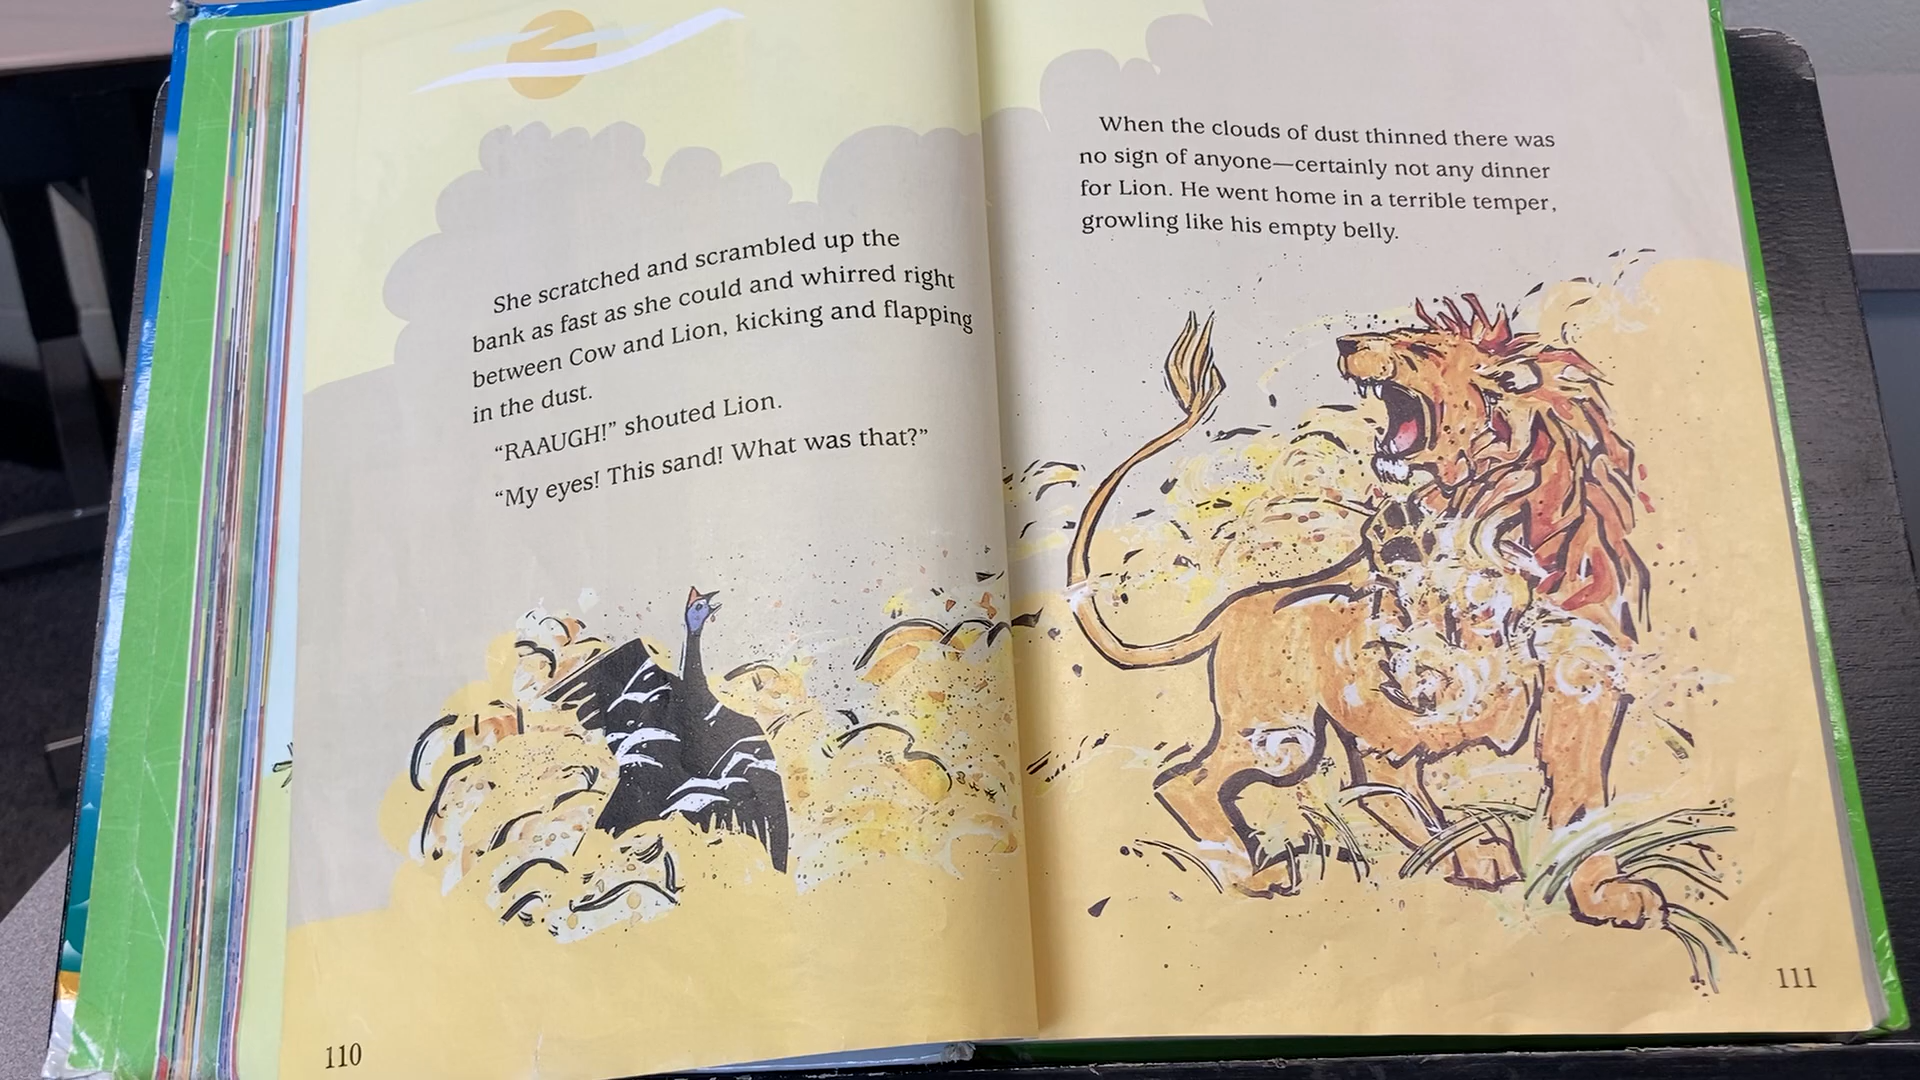 She scratched and scrambled up the
bank as fast as she could and whirred right
between Cow and Lion, kicking and flapping
in the dust.
“RAAUGH!” shouted Lion.
“My eyes! This sand! What was that?”
110
When the clouds of dust thinned there was
no sign of anyone—certainly not any dinner
for Lion. He went home in a terrible temper,
growling like his empty belly.
111